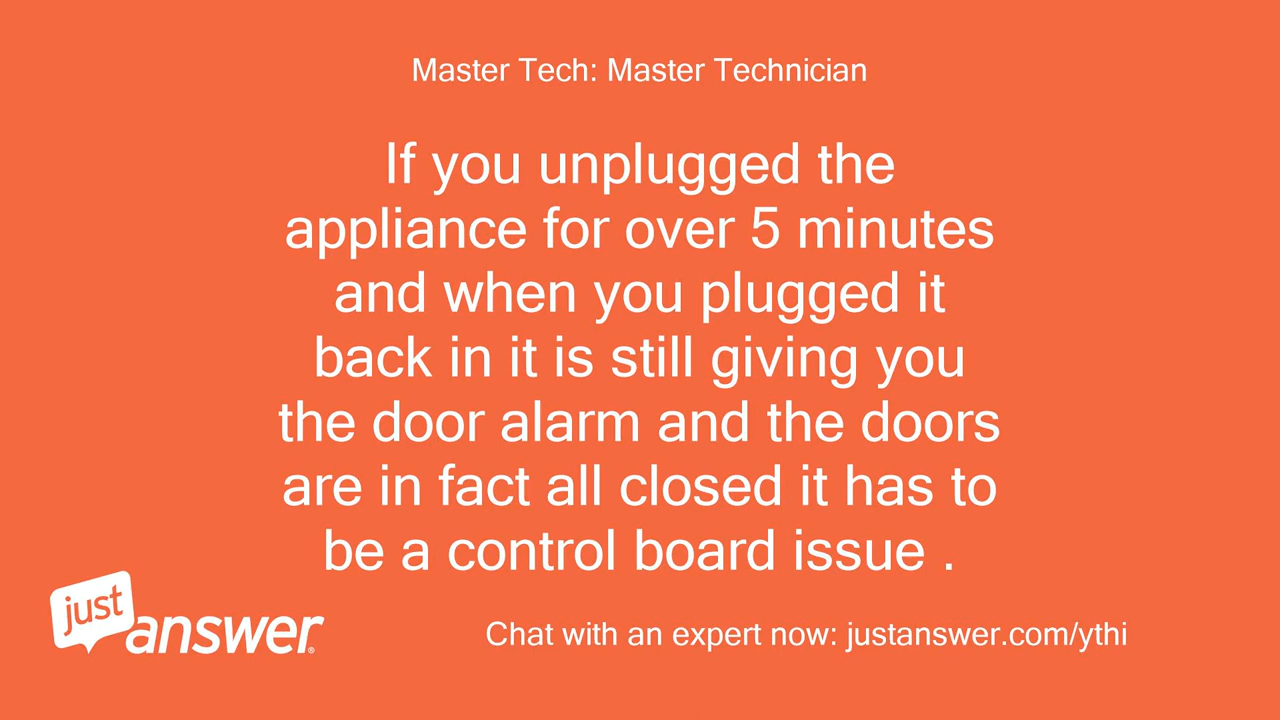 Master Tech: Master Technician
If you unplugged the
appliance for over 5 minutes
and when you plugged it
back in it is still giving you
the door alarm and the doors
are in fact all closed it has to
be a control board issue .
just
answer®
Chat with an expert now: justanswer.com/ythi